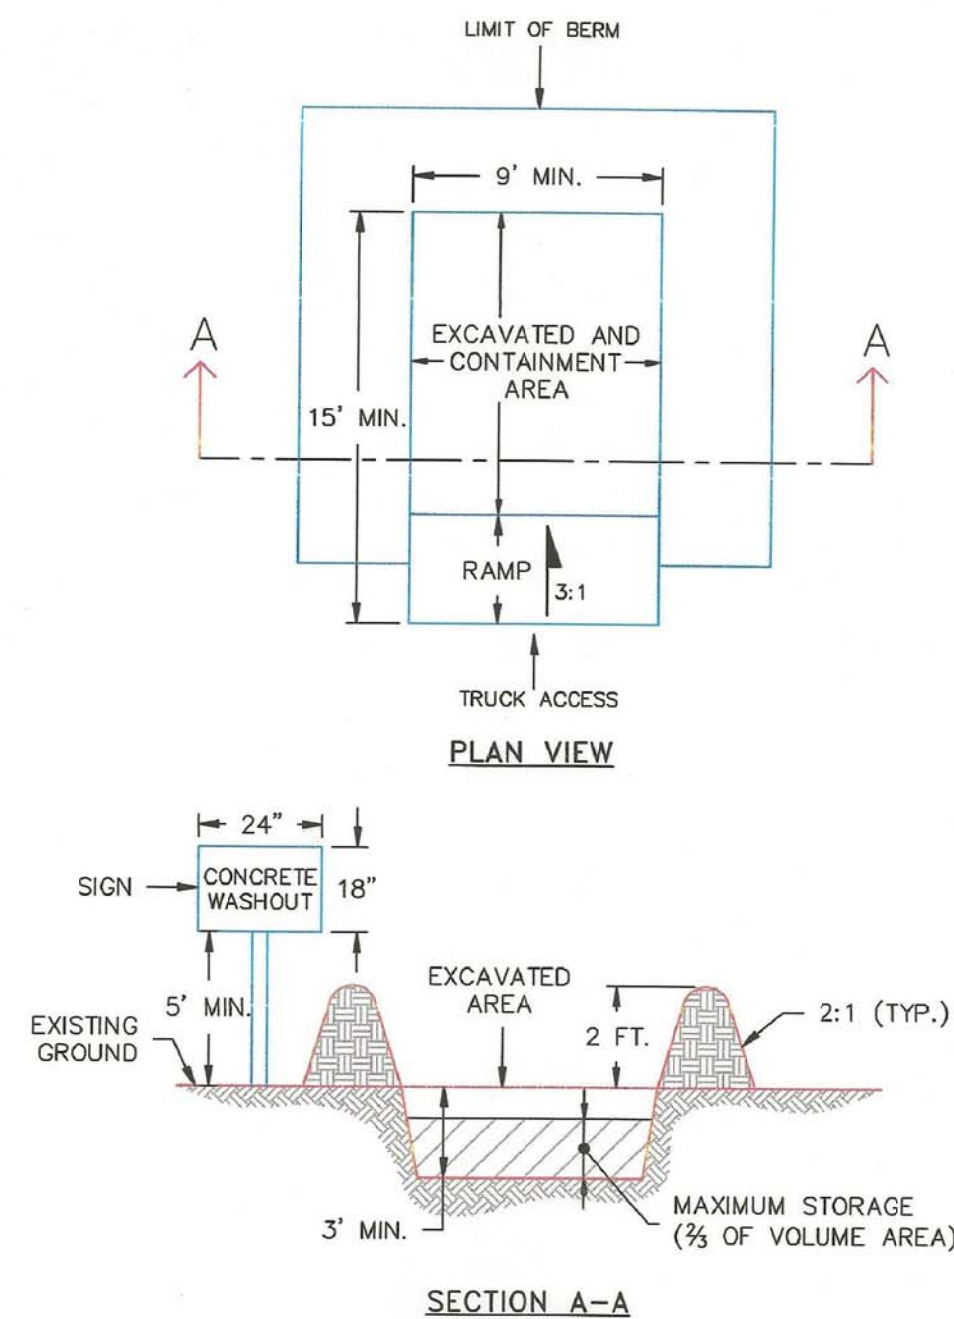 LIMIT OF BERM
9' MIN.
A
A
EXCAVATED AND
CONTAINMENT
AREA
15' MIN.
RAMP
3:1
TRUCK ACCESS
PLAN VIEW
24"
SIGN
CONCRETE
WASHOUT
18"
5' MIN.
EXCAVATED
AREA
EXISTING
GROUND
2 FT.
2:1 (TYP.)
3' MIN.
MAXIMUM STORAGE
(⅔ OF VOLUME AREA)
SECTION A-A